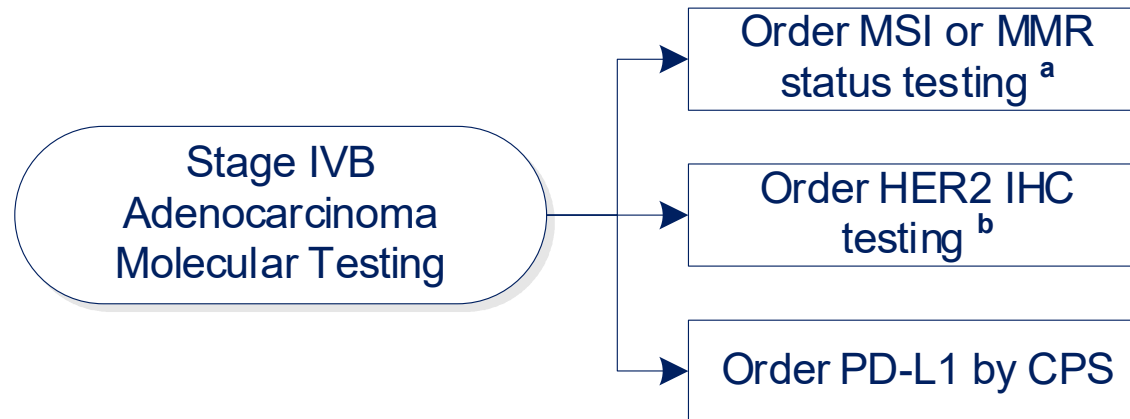 Order MSI or MMR
status testing a
Stage IVB
Adenocarcinoma
Molecular Testing
Order HER2 IHC
testing b
Order PD-L1 by CPS